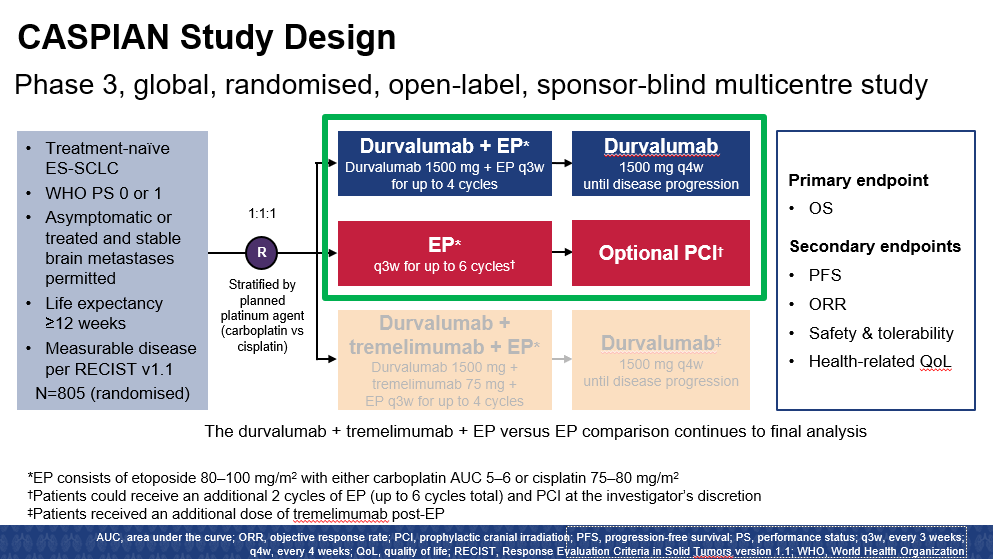 CASPIAN Study Design
Phase 3, global, randomised, open-label, sponsor-blind multicentre study
• Treatment-naïve
ES-SCLC
• WHO PS 0 or 1
• Asymptomatic or
treated and stable
brain metastases
permitted
• Life expectancy
≥12 weeks
• Measurable disease
per RECIST v1.1
N=805 (randomised)
1:1:1
R
Stratified by
planned
platinum agent
(carboplatin vs
cisplatin)
Durvalumab + EP*
Durvalumab 1500 mg + EP q3w
for up to 4 cycles
Durvalumab
1500 mg q4w
until disease progression
EP*
q3w for up to 6 cycles†
Optional PCI†
Durvalumab +
tremelimumab + EP*
Durvalumab 1500 mg +
tremelimumab 75 mg +
EP q3w for up to 4 cycles
Durvalumab‡
1500 mg q4w
until disease progression
Primary endpoint
• OS
Secondary endpoints
• PFS
• ORR
• Safety & tolerability
• Health-related QoL
The durvalumab + tremelimumab + EP versus EP comparison continues to final analysis
*EP consists of etoposide 80–100 mg/m² with either carboplatin AUC 5–6 or cisplatin 75–80 mg/m²
†Patients could receive an additional 2 cycles of EP (up to 6 cycles total) and PCI at the investigator's discretion
‡Patients received an additional dose of tremelimumab post-EP
AUC, area under the curve; ORR, objective response rate; PCI, prophylactic cranial irradiation; PFS, progression-free survival; PS, performance status; q3w, every 3 weeks;
q4w, every 4 weeks; QoL, quality of life; RECIST, Response Evaluation Criteria in Solid Tumors version 1.1; WHO, World Health Organization